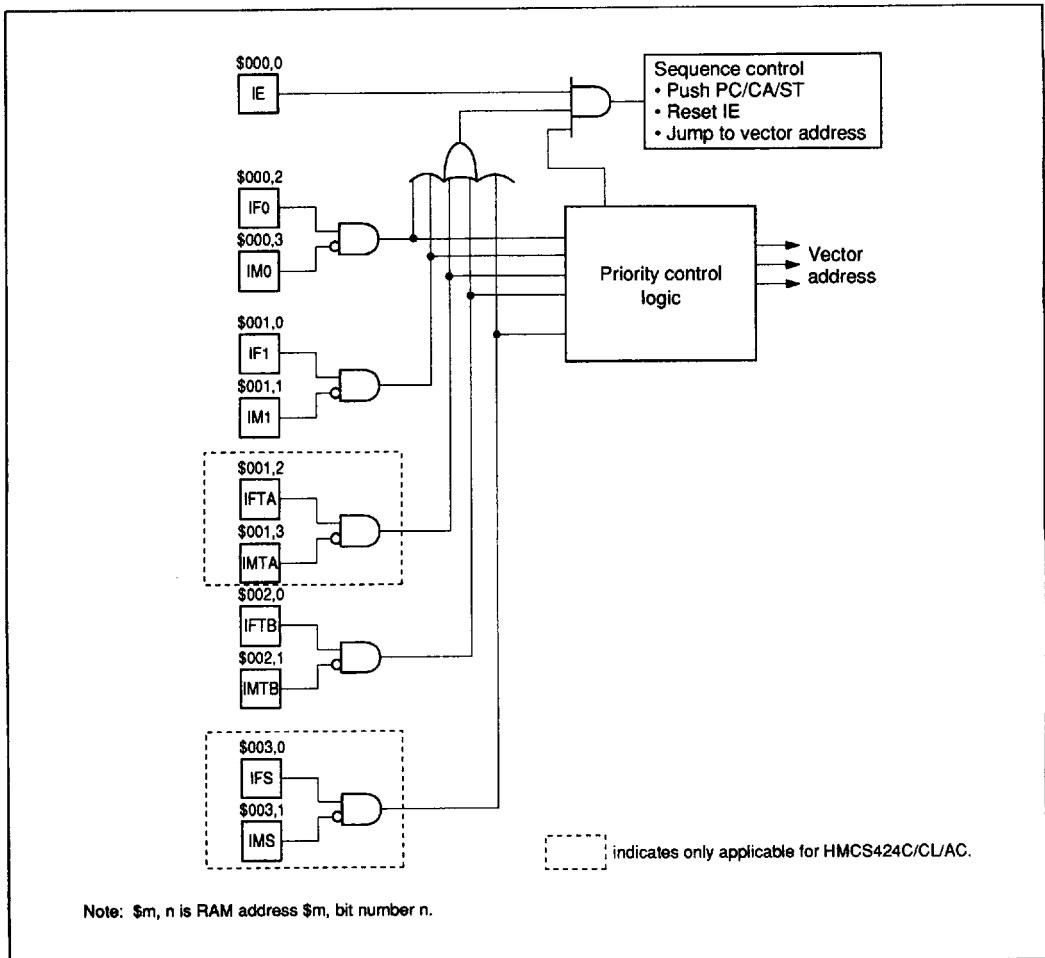 $000,0
IE
Sequence control
• Push PC/CA/ST
• Reset IE
• Jump to vector address
$000,2
IF0
$000,3
IM0
Priority control
logic
Vector
address
$001,0
IF1
$001,1
IM1
$001,2
IFTA
$001,3
IMTA
$002,0
IFTB
$002,1
IMTB
$003,0
IFS
$003,1
IMS
indicates only applicable for HMCS424C/CL/AC.
Note: $m, n is RAM address $m, bit number n.